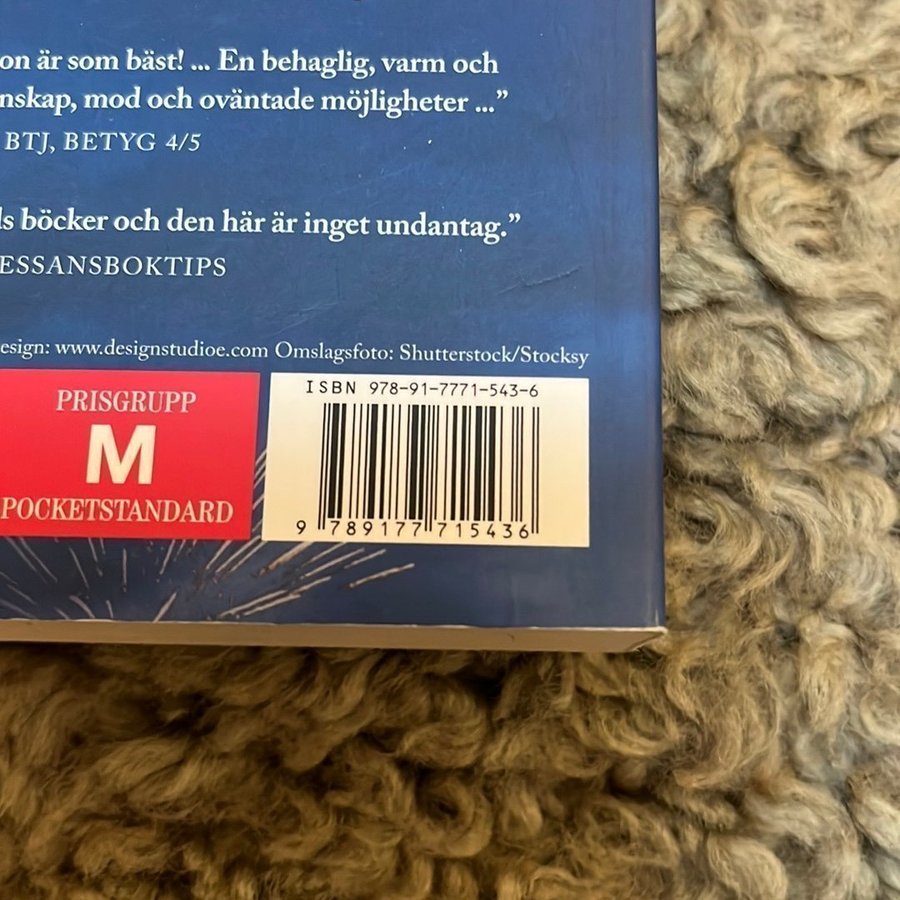 on är som bäst! ... En behaglig, varm och
nskap, mod och oväntade möjligheter ...”
BTJ, BETYG 4/5
ls böcker och den här är inget undantag.”
ESSANSBOKTIPS
esign: www.designstudioe.com Omslagsfoto: Shutterstock/Stocksy
PRISGRUPP
M
POCKETSTANDARD
ISBN 978-91-7771-543-6
9 789177 715436